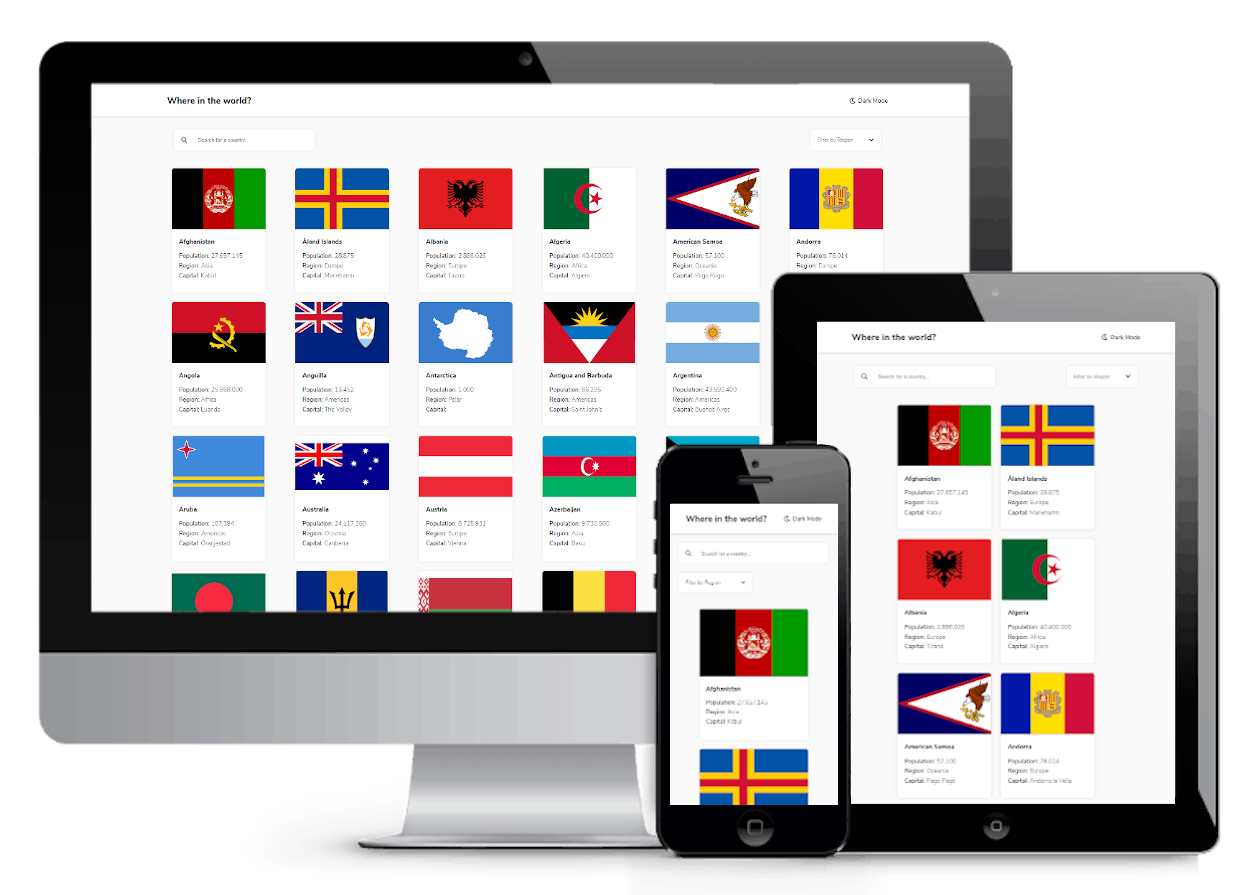 Where in the world?
Dark Mode
Search for a country...
Filter by Region
Afghanistan
Population: 27.657.145
Region: Asia
Capital: Kabul
Åland Islands
Population: 28.875
Region: Europe
Capital: Mariehamn
Albania
Population: 2.886.026
Region: Europe
Capital: Tirana
Algeria
Population: 40.400.000
Region: Africa
Capital: Algiers
American Samoa
Population: 57.100
Region: Oceania
Capital: Pago Pago
Andorra
Population: 78.014
Region: Europe
Angola
Population: 25.868.000
Region: Africa
Capital: Luanda
Anguilla
Population: 13.452
Region: Americas
Capital: The Valley
Antarctica
Population: 1.000
Region: Polar
Capital:
Antigua and Barbuda
Population: 86.295
Region: Americas
Capital: Saint John's
Argentina
Population: 43.590.400
Region: Americas
Capital: Buenos Aires
Aruba
Population: 107.394
Region: Americas
Capital: Oranjestad
Australia
Population: 24.117.360
Region: Oceania
Capital: Canberra
Austria
Population: 8.725.931
Region: Europe
Capital: Vienna
Azerbaijan
Population: 9.730.500
Region: Asia
Capital: Baku
Where in the world?
Dark Mode
Search for a country...
Filter by Region
Afghanistan
Population: 27.657.145
Region: Asia
Capital: Kabul
Åland Islands
Population: 28.875
Region: Europe
Capital: Mariehamn
Albania
Population: 2.886.026
Region: Europe
Capital: Tirana
Algeria
Population: 40.400.000
Region: Africa
Capital: Algiers
American Samoa
Population: 57.100
Region: Oceania
Capital: Pago Pago
Andorra
Population: 78.014
Region: Europe
Capital: Andorra la Vella
Where in the world?
Dark Mode
Search for a country...
Filter by Region
Afghanistan
Population: 27.657.145
Region: Asia
Capital: Kabul